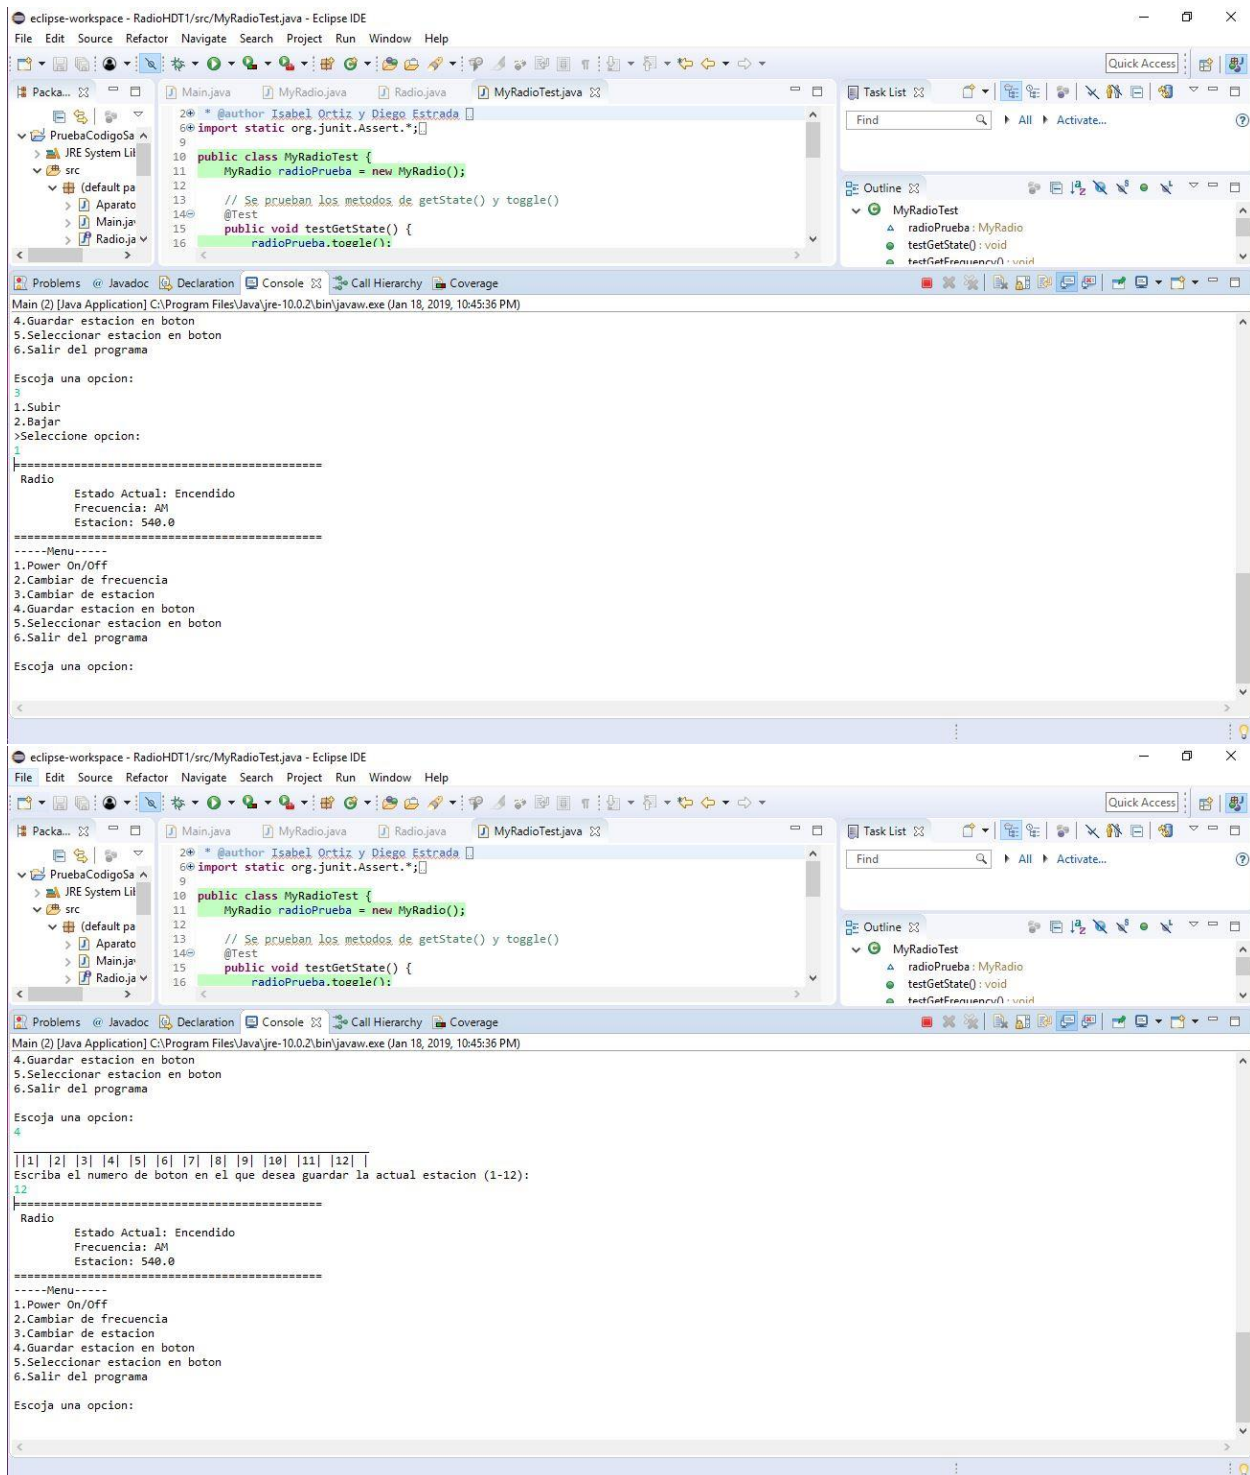 eclipse-workspace - RadioHDT1/src/MyRadioTest.java - Eclipse IDE
File Edit Source Refactor Navigate Search Project Run Window Help
Quick Access
Packa...
Main.java MyRadio.java Radio.java MyRadioTest.java
Task List
PruebaCodigoSa
JRE System Lib
src
(default pa
Aparato
Main.jav
Radio.ja
2 * @author Isabel Ortiz y Diego Estrada
6 import static org.junit.Assert.*;
9
10 public class MyRadioTest {
11 MyRadio radioPrueba = new MyRadio();
12
13 // Se prueban los metodos de getState() y toggle()
14 @Test
15 public void testGetState() {
16 radioPrueba.toggle();
Find All Activate...
Outline
MyRadioTest
radioPrueba : MyRadio
testGetState() : void
testGetFrequency() : void
Problems @ Javadoc Declaration Console Call Hierarchy Coverage
Main (2) [Java Application] C:\Program Files\Java\jre-10.0.2\bin\javaw.exe (Jan 18, 2019, 10:45:36 PM)
4.Guardar estacion en boton
5.Seleccionar estacion en boton
6.Salir del programa
Escoja una opcion:
3
1.Subir
2.Bajar
>Seleccione opcion:
1
==============================================
Radio
Estado Actual: Encendido
Frecuencia: AM
Estacion: 540.0
==============================================
-----Menu-----
1.Power On/Off
2.Cambiar de frecuencia
3.Cambiar de estacion
4.Guardar estacion en boton
5.Seleccionar estacion en boton
6.Salir del programa
Escoja una opcion:
eclipse-workspace - RadioHDT1/src/MyRadioTest.java - Eclipse IDE
File Edit Source Refactor Navigate Search Project Run Window Help
Quick Access
Packa...
Main.java MyRadio.java Radio.java MyRadioTest.java
Task List
PruebaCodigoSa
JRE System Lib
src
(default pa
Aparato
Main.jav
Radio.ja
2 * @author Isabel Ortiz y Diego Estrada
6 import static org.junit.Assert.*;
9
10 public class MyRadioTest {
11 MyRadio radioPrueba = new MyRadio();
12
13 // Se prueban los metodos de getState() y toggle()
14 @Test
15 public void testGetState() {
16 radioPrueba.toggle();
Find All Activate...
Outline
MyRadioTest
radioPrueba : MyRadio
testGetState() : void
testGetFrequency() : void
Problems @ Javadoc Declaration Console Call Hierarchy Coverage
Main (2) [Java Application] C:\Program Files\Java\jre-10.0.2\bin\javaw.exe (Jan 18, 2019, 10:45:36 PM)
4.Guardar estacion en boton
5.Seleccionar estacion en boton
6.Salir del programa
Escoja una opcion:
4
||1| |2| |3| |4| |5| |6| |7| |8| |9| |10| |11| |12| |
Escriba el numero de boton en el que desea guardar la actual estacion (1-12):
12
==============================================
Radio
Estado Actual: Encendido
Frecuencia: AM
Estacion: 540.0
==============================================
-----Menu-----
1.Power On/Off
2.Cambiar de frecuencia
3.Cambiar de estacion
4.Guardar estacion en boton
5.Seleccionar estacion en boton
6.Salir del programa
Escoja una opcion: